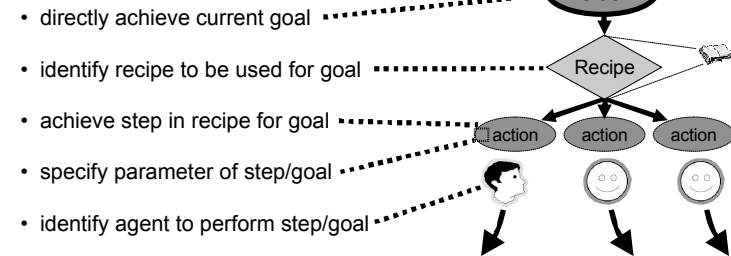 • directly achieve current goal
• identify recipe to be used for goal
Recipe
• achieve step in recipe for goal
action action action
• specify parameter of step/goal
• identify agent to perform step/goal